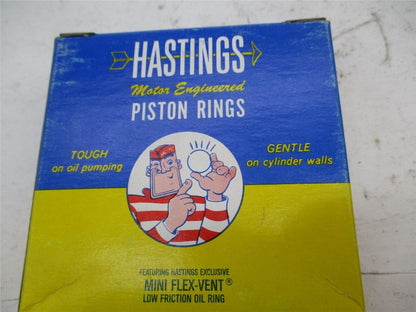 HASTINGS
Motor Engineered
PISTON RINGS
TOUGH
on oil pumping
GENTLE
on cylinder walls
FEATURING HASTINGS EXCLUSIVE
MINI FLEX-VENT®
LOW FRICTION OIL RING